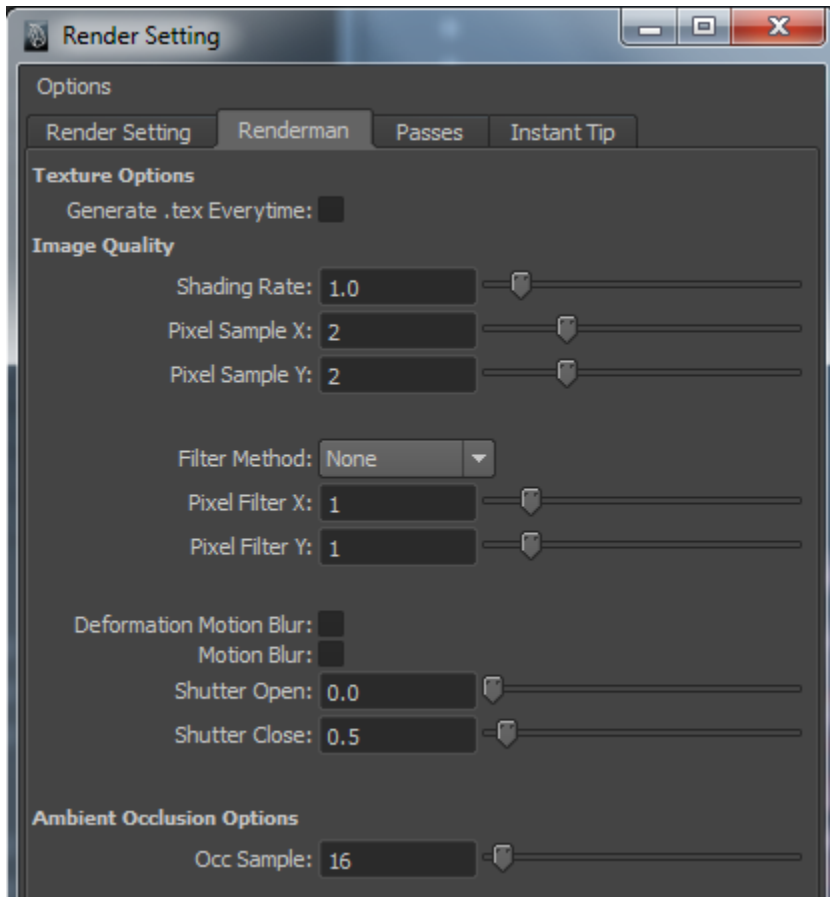 Render Setting
Options
Render Setting Renderman Passes Instant Tip
Texture Options
Generate .tex Everytime:
Image Quality
Shading Rate: 1.0
Pixel Sample X: 2
Pixel Sample Y: 2
Filter Method: None
Pixel Filter X: 1
Pixel Filter Y: 1
Deformation Motion Blur:
Motion Blur:
Shutter Open: 0.0
Shutter Close: 0.5
Ambient Occlusion Options
Occ Sample: 16